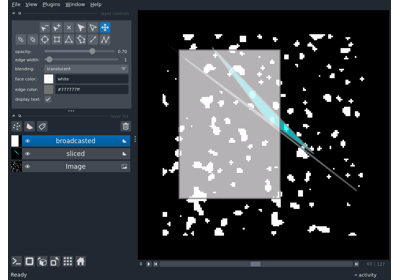 File View Plugins Window Help
opacity: 0.70
edge width: 1
blending: translucent
face color: white
edge color: #777777ff
display text:
broadcasted
sliced
Image
Ready
activity